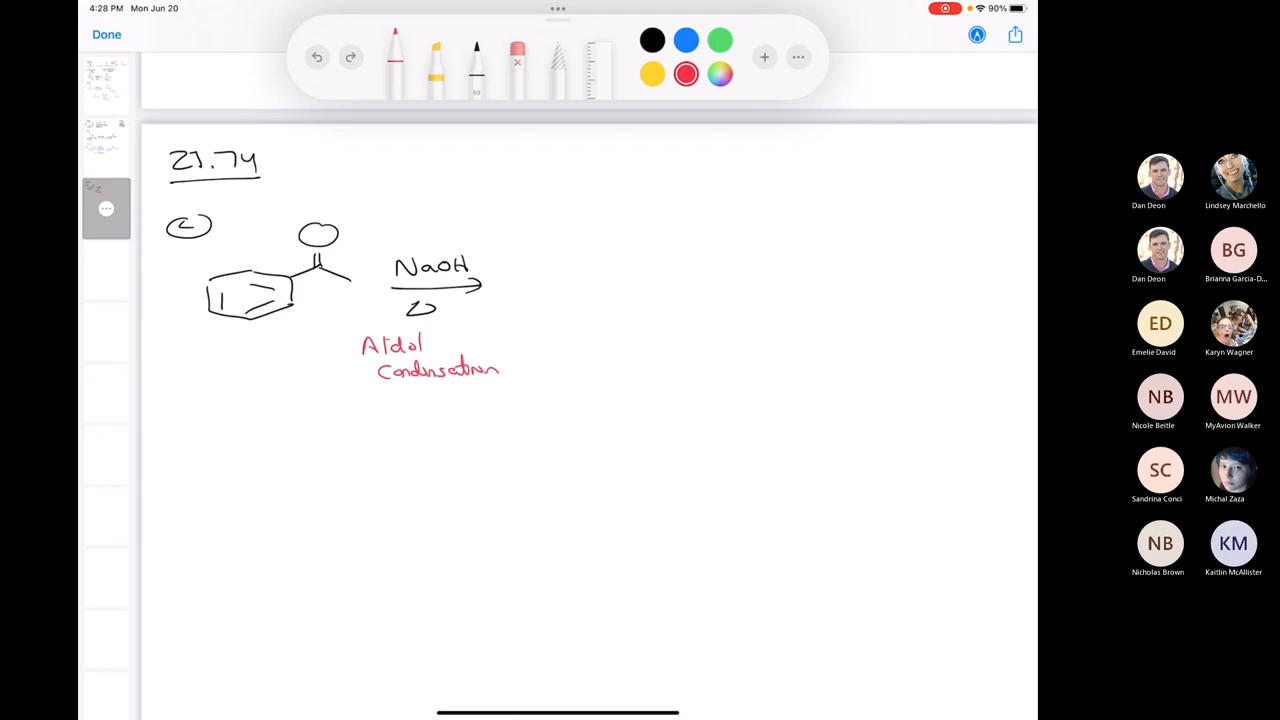 4:28 PM Mon Jun 20
90%
Done
50
Dan Deon
Lindsey Marchello
BG
Dan Deon
Brianna Garcia-D...
ED
Emelie David
Karyn Wagner
NB
MW
Nicole Beitle
MyAvion Walker
SC
Sandrina Conci
Michal Zaza
NB
KM
Nicholas Brown
Kaitlin McAllister
O
NaOH
Aldol
Condensation